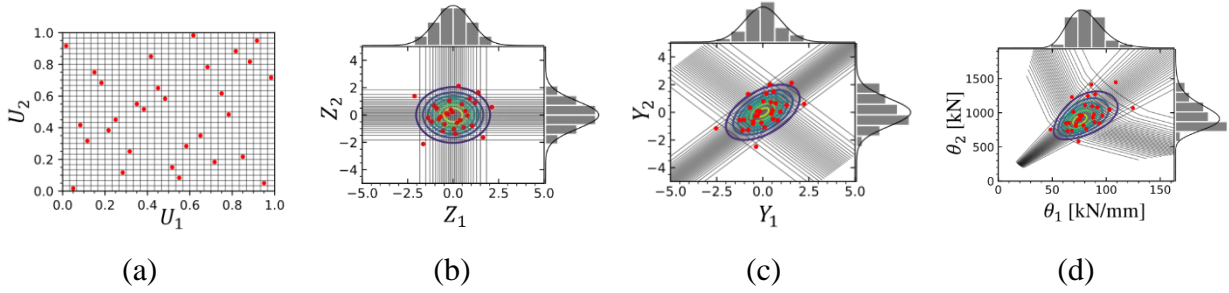 1.0
0.8
0.6
0.4
0.2
0.0
U₂
0.0 0.2 0.4 0.6 0.8 1.0
U₁
(a)
4
2
0
−2
−4
Z₂
−5.0 −2.5 0.0 2.5 5.0
Z₁
(b)
4
2
0
−2
−4
Y₂
−5.0 −2.5 0.0 2.5 5.0
Y₁
(c)
1500
1000
500
0
θ₂ [kN]
0 50 100 150
θ₁ [kN/mm]
(d)